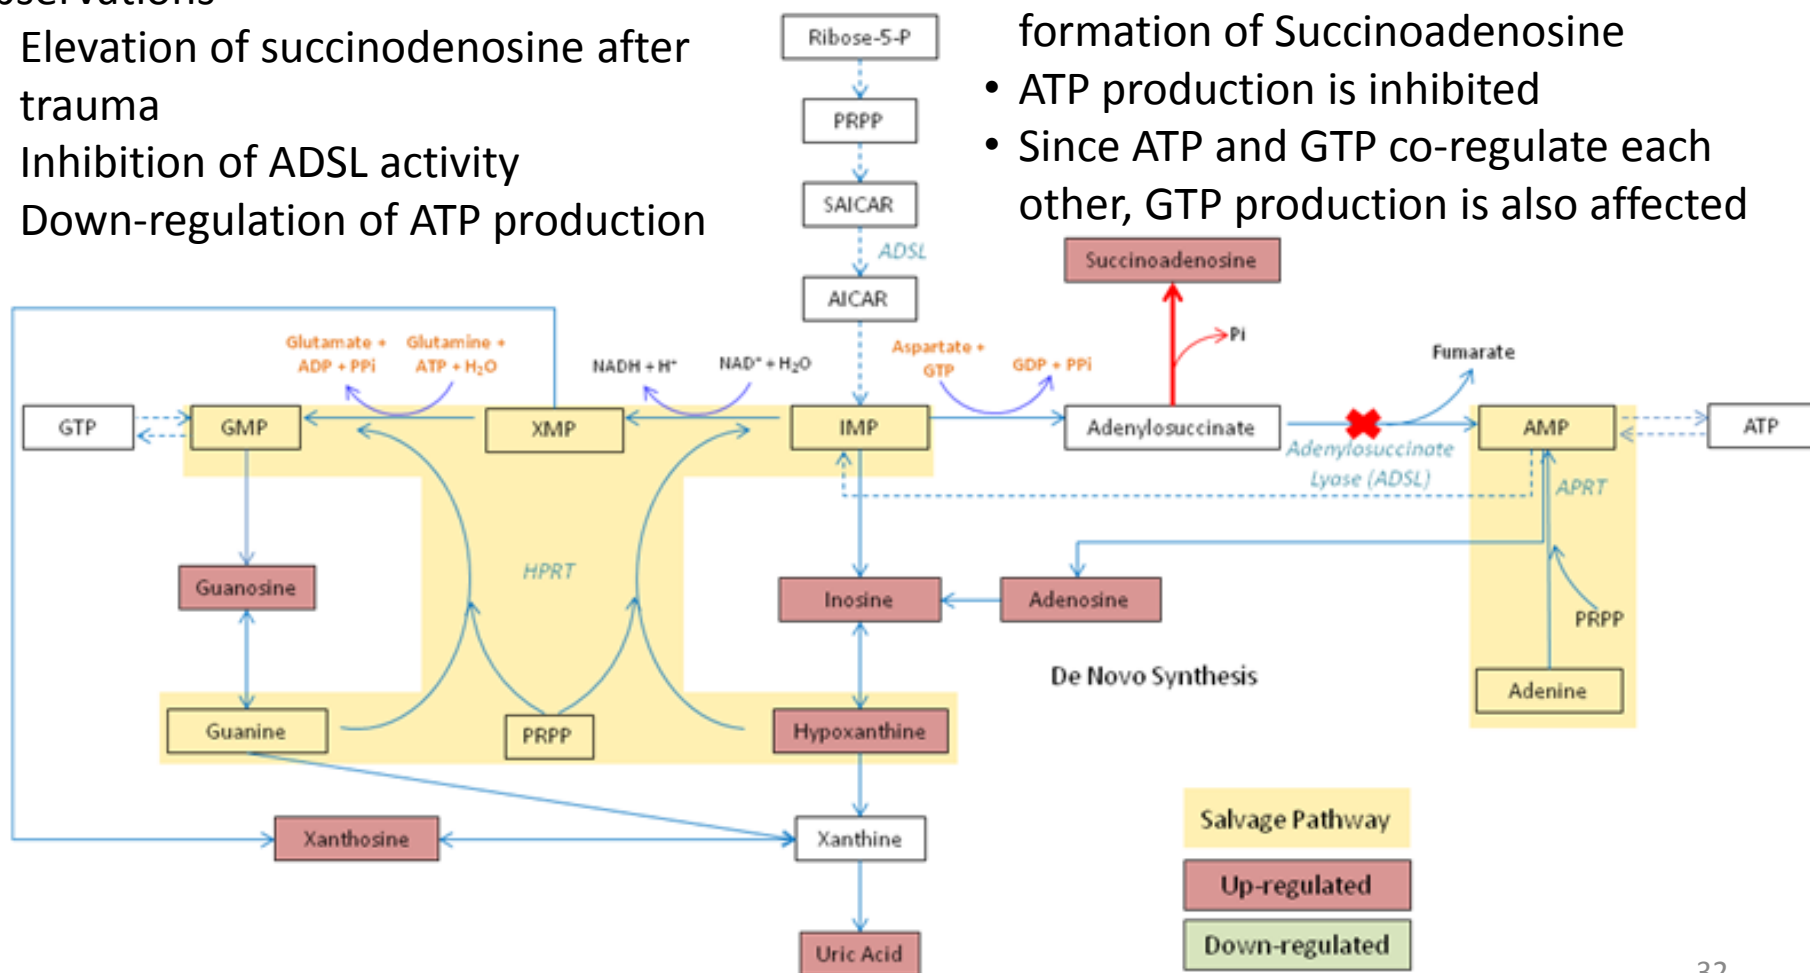 Elevation of succinodenosine after
trauma
Inhibition of ADSL activity
Down-regulation of ATP production
formation of Succinoadenosine
• ATP production is inhibited
• Since ATP and GTP co-regulate each
other, GTP production is also affected
Ribose-5-P
PRPP
SAICAR
ADSL
AICAR
Succinoadenosine
Pi
Glutamate +
ADP + PPi
Glutamine +
ATP + H₂O
NADH + H⁺
NAD⁺ + H₂O
Aspartate +
GTP
GDP + PPi
Fumarate
GTP
GMP
XMP
IMP
Adenylosuccinate
AMP
ATP
Adenylosuccinate
Lyase (ADSL)
APRT
HPRT
Guanosine
Inosine
Adenosine
PRPP
De Novo Synthesis
Adenine
Guanine
PRPP
Hypoxanthine
Xanthosine
Xanthine
Uric Acid
Salvage Pathway
Up-regulated
Down-regulated
32